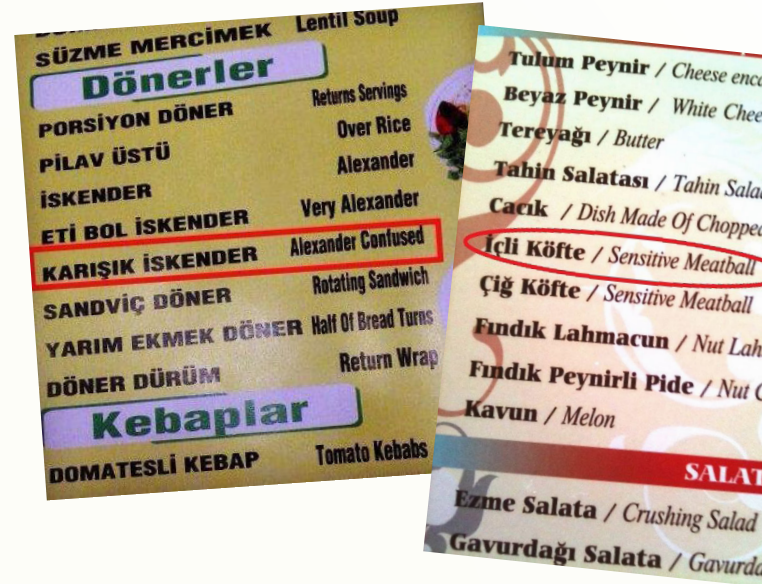 SÜZME MERCİMEK Lentil Soup
Dönerler
PORSİYON DÖNER Returns Servings
PİLAV ÜSTÜ Over Rice
İSKENDER Alexander
ETİ BOL İSKENDER Very Alexander
KARIŞIK İSKENDER Alexander Confused
SANDVİÇ DÖNER Rotating Sandwich
YARIM EKMEK DÖNER Half Of Bread Turns
DÖNER DÜRÜM Return Wrap
Kebaplar
DOMATESLİ KEBAP Tomato Kebabs
Tulum Peynir / Cheese
Beyaz Peynir / White
Tereyağı / Butter
Tahin Salatası / Tahin
Cacık / Dish Made Of
İçli Köfte / Sensitive Meatball
Çiğ Köfte / Sensitive Meatball
Fındık Lahmacun / Nut
Fındık Peynirli Pide / Nut
Kavun / Melon
Ezme Salata / Crushing Salad
Gavurdağı Salata /